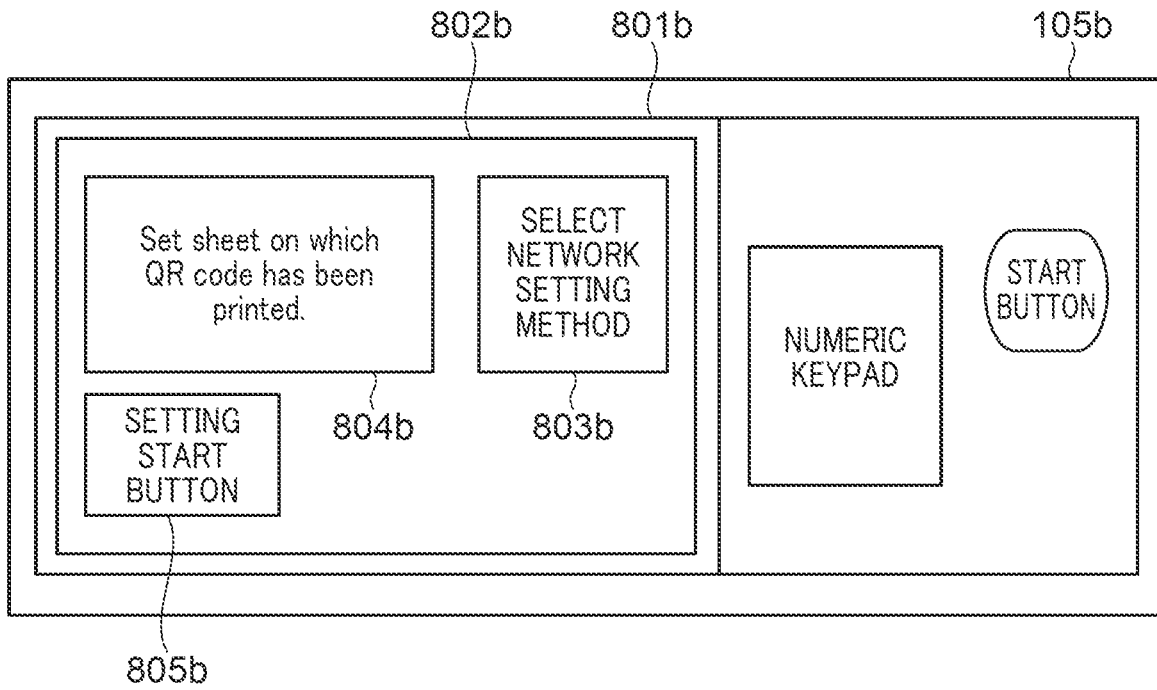 802b 801b 105b
Set sheet on which
QR code has been
printed.
SELECT
NETWORK
SETTING
METHOD
START
BUTTON
NUMERIC
KEYPAD
804b 803b
SETTING
START
BUTTON
805b